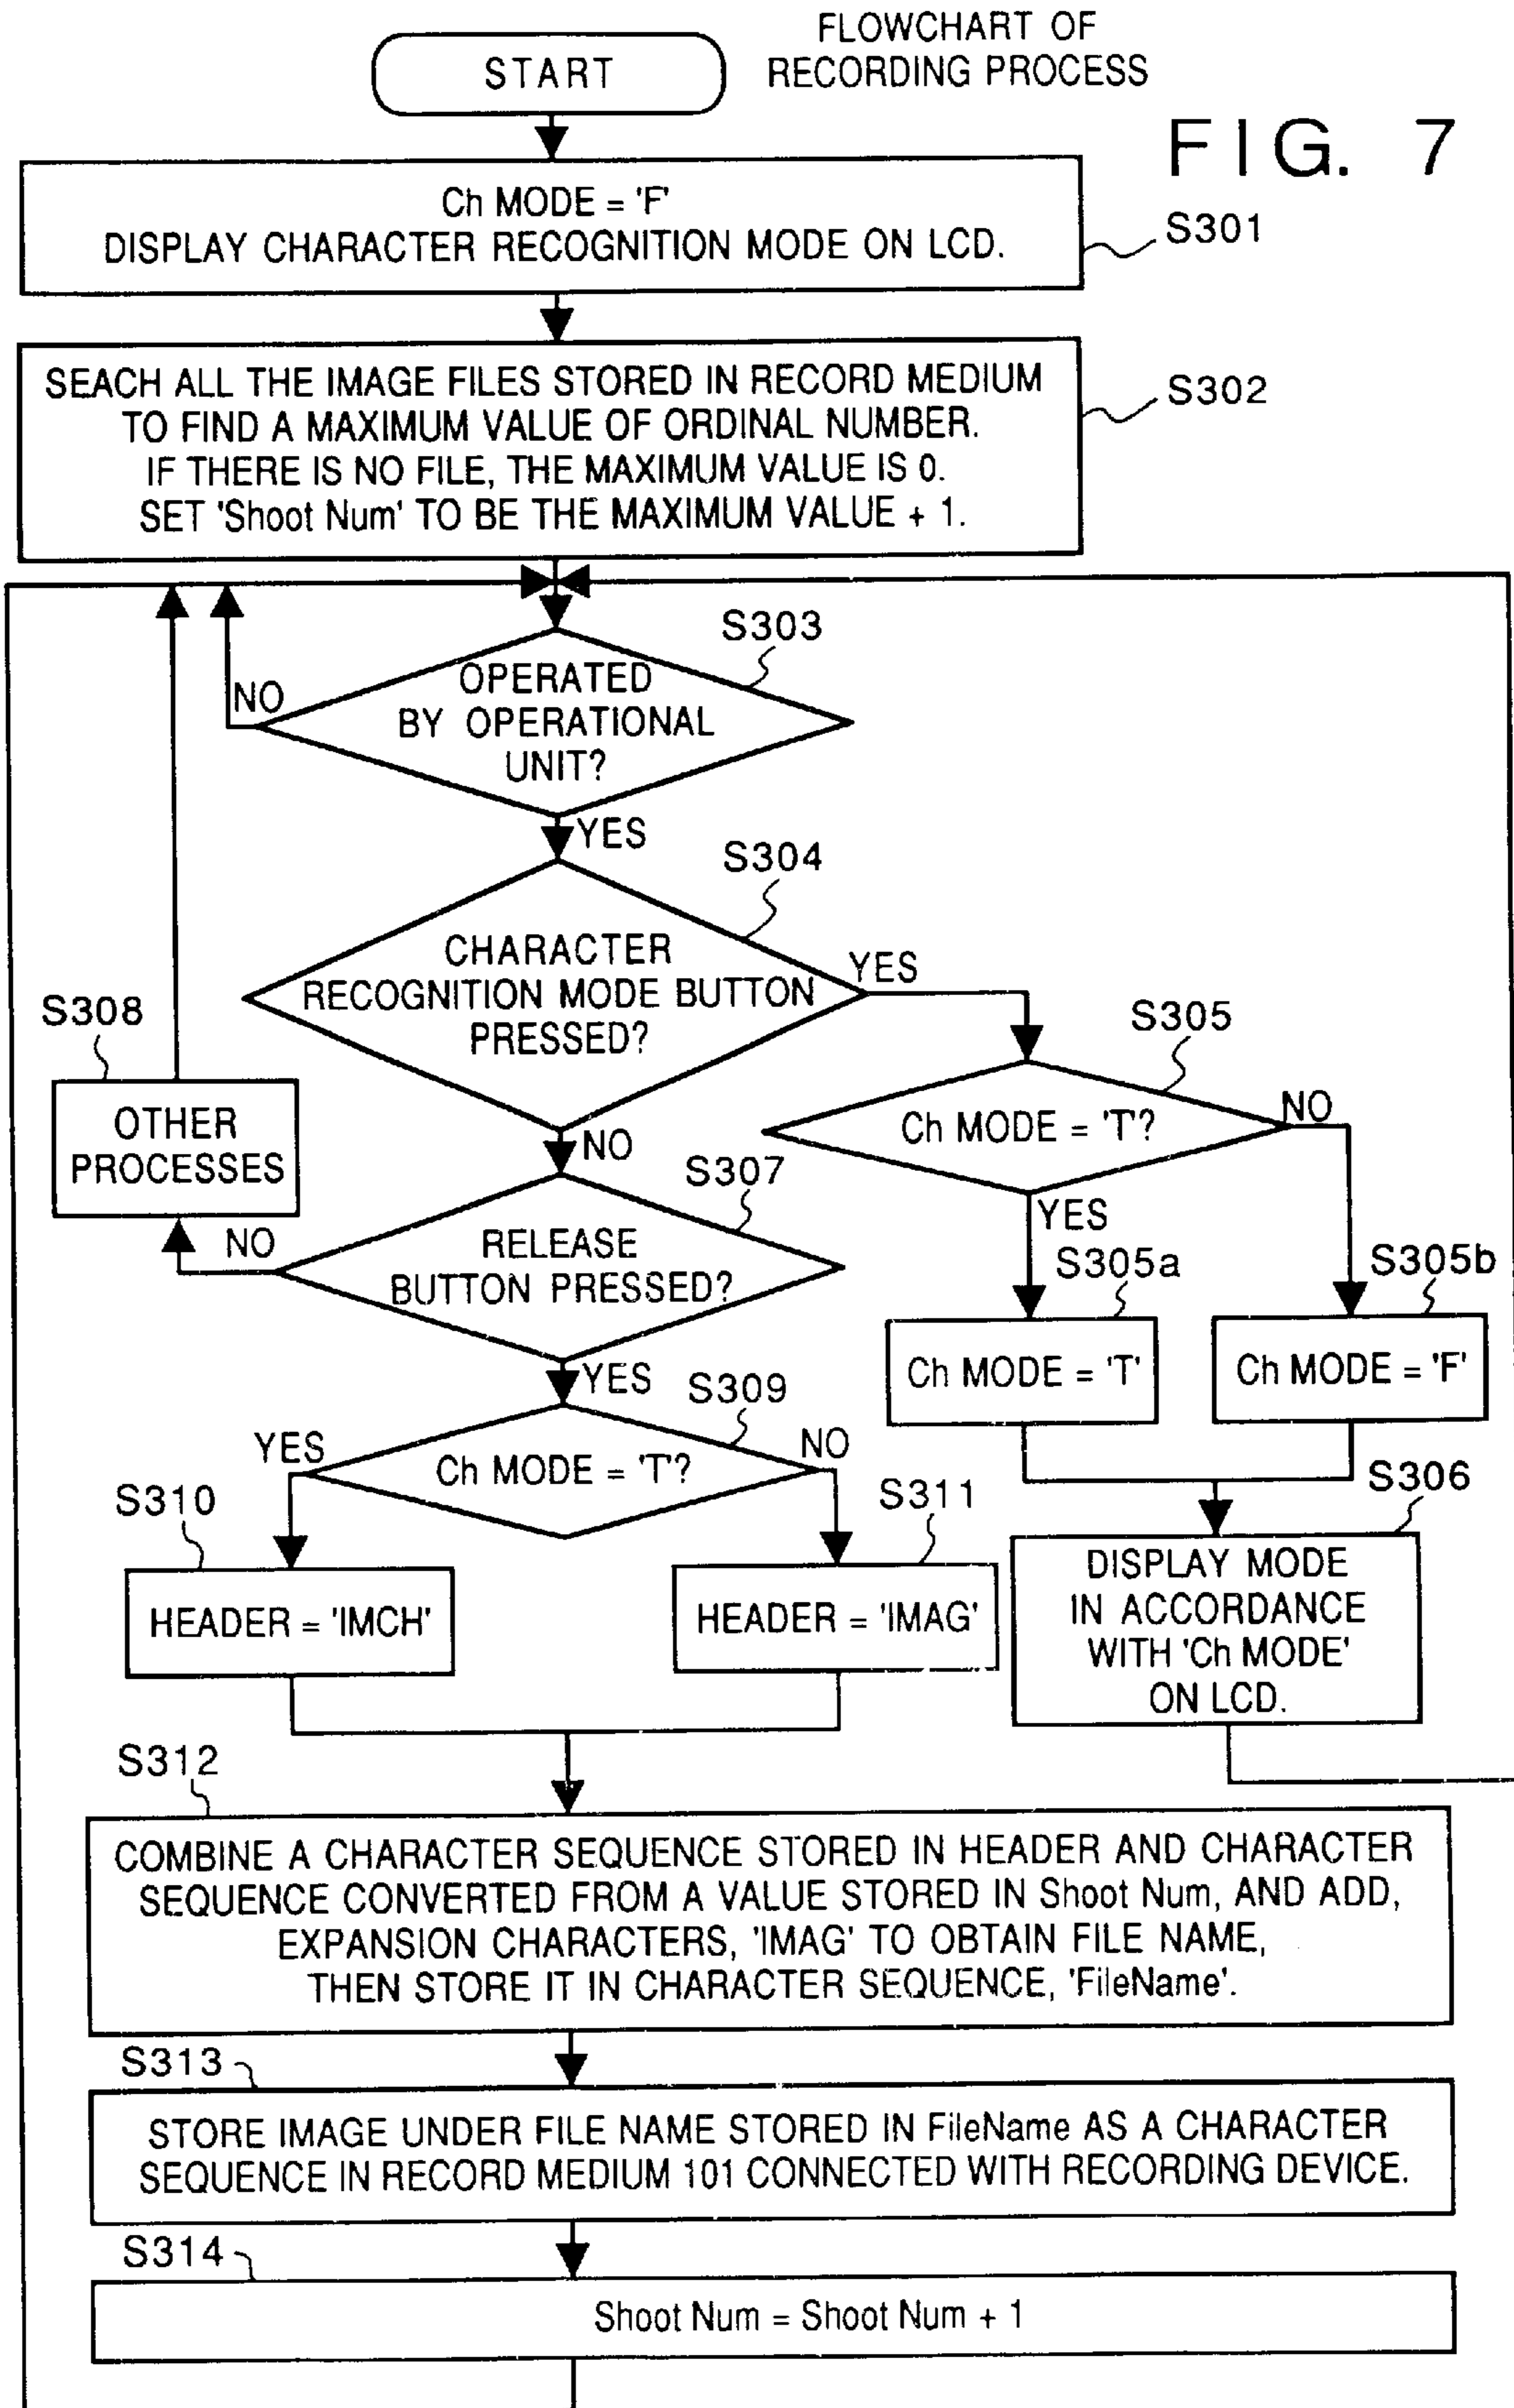 FLOWCHART OF
RECORDING PROCESS
FIG. 7
START
Ch MODE = 'F'
DISPLAY CHARACTER RECOGNITION MODE ON LCD.
S301
SEACH ALL THE IMAGE FILES STORED IN RECORD MEDIUM
TO FIND A MAXIMUM VALUE OF ORDINAL NUMBER.
IF THERE IS NO FILE, THE MAXIMUM VALUE IS 0.
SET 'Shoot Num' TO BE THE MAXIMUM VALUE + 1.
S302
S303
OPERATED
BY OPERATIONAL
UNIT?
NO
YES
S304
CHARACTER
RECOGNITION MODE BUTTON
PRESSED?
YES
NO
S308
OTHER
PROCESSES
S305
Ch MODE = 'T'?
NO
YES
S307
RELEASE
BUTTON PRESSED?
NO
YES
S305a
Ch MODE = 'T'
S305b
Ch MODE = 'F'
S309
Ch MODE = 'T'?
YES
NO
S310
HEADER = 'IMCH'
S311
HEADER = 'IMAG'
S306
DISPLAY MODE
IN ACCORDANCE
WITH 'Ch MODE'
ON LCD.
S312
COMBINE A CHARACTER SEQUENCE STORED IN HEADER AND CHARACTER
SEQUENCE CONVERTED FROM A VALUE STORED IN Shoot Num, AND ADD,
EXPANSION CHARACTERS, 'IMAG' TO OBTAIN FILE NAME,
THEN STORE IT IN CHARACTER SEQUENCE, 'FileName'.
S313
STORE IMAGE UNDER FILE NAME STORED IN FileName AS A CHARACTER
SEQUENCE IN RECORD MEDIUM 101 CONNECTED WITH RECORDING DEVICE.
S314
Shoot Num = Shoot Num + 1